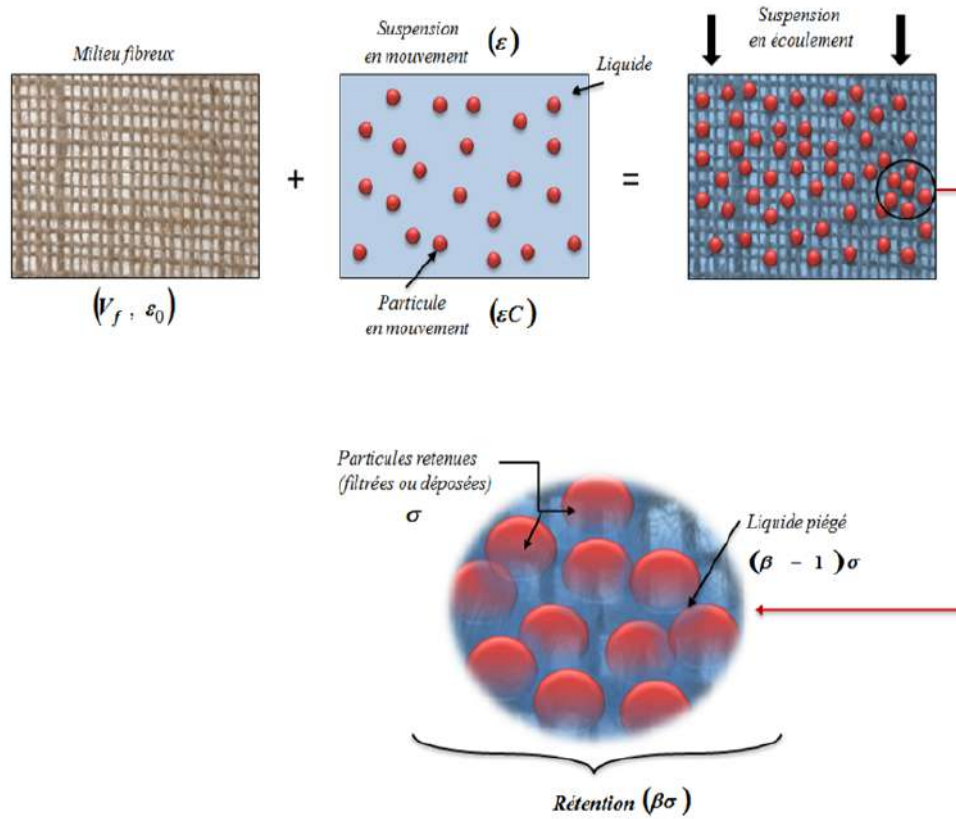 Milieu fibreux
(V_f , ε₀)
+
Suspension
en mouvement (ε)
Liquide
Particule
en mouvement (εC)
=
Suspension
en écoulement
Particules retenues
(filtrées ou déposées)
σ
Liquide piégé
(β - 1)σ
Rétention (βσ)